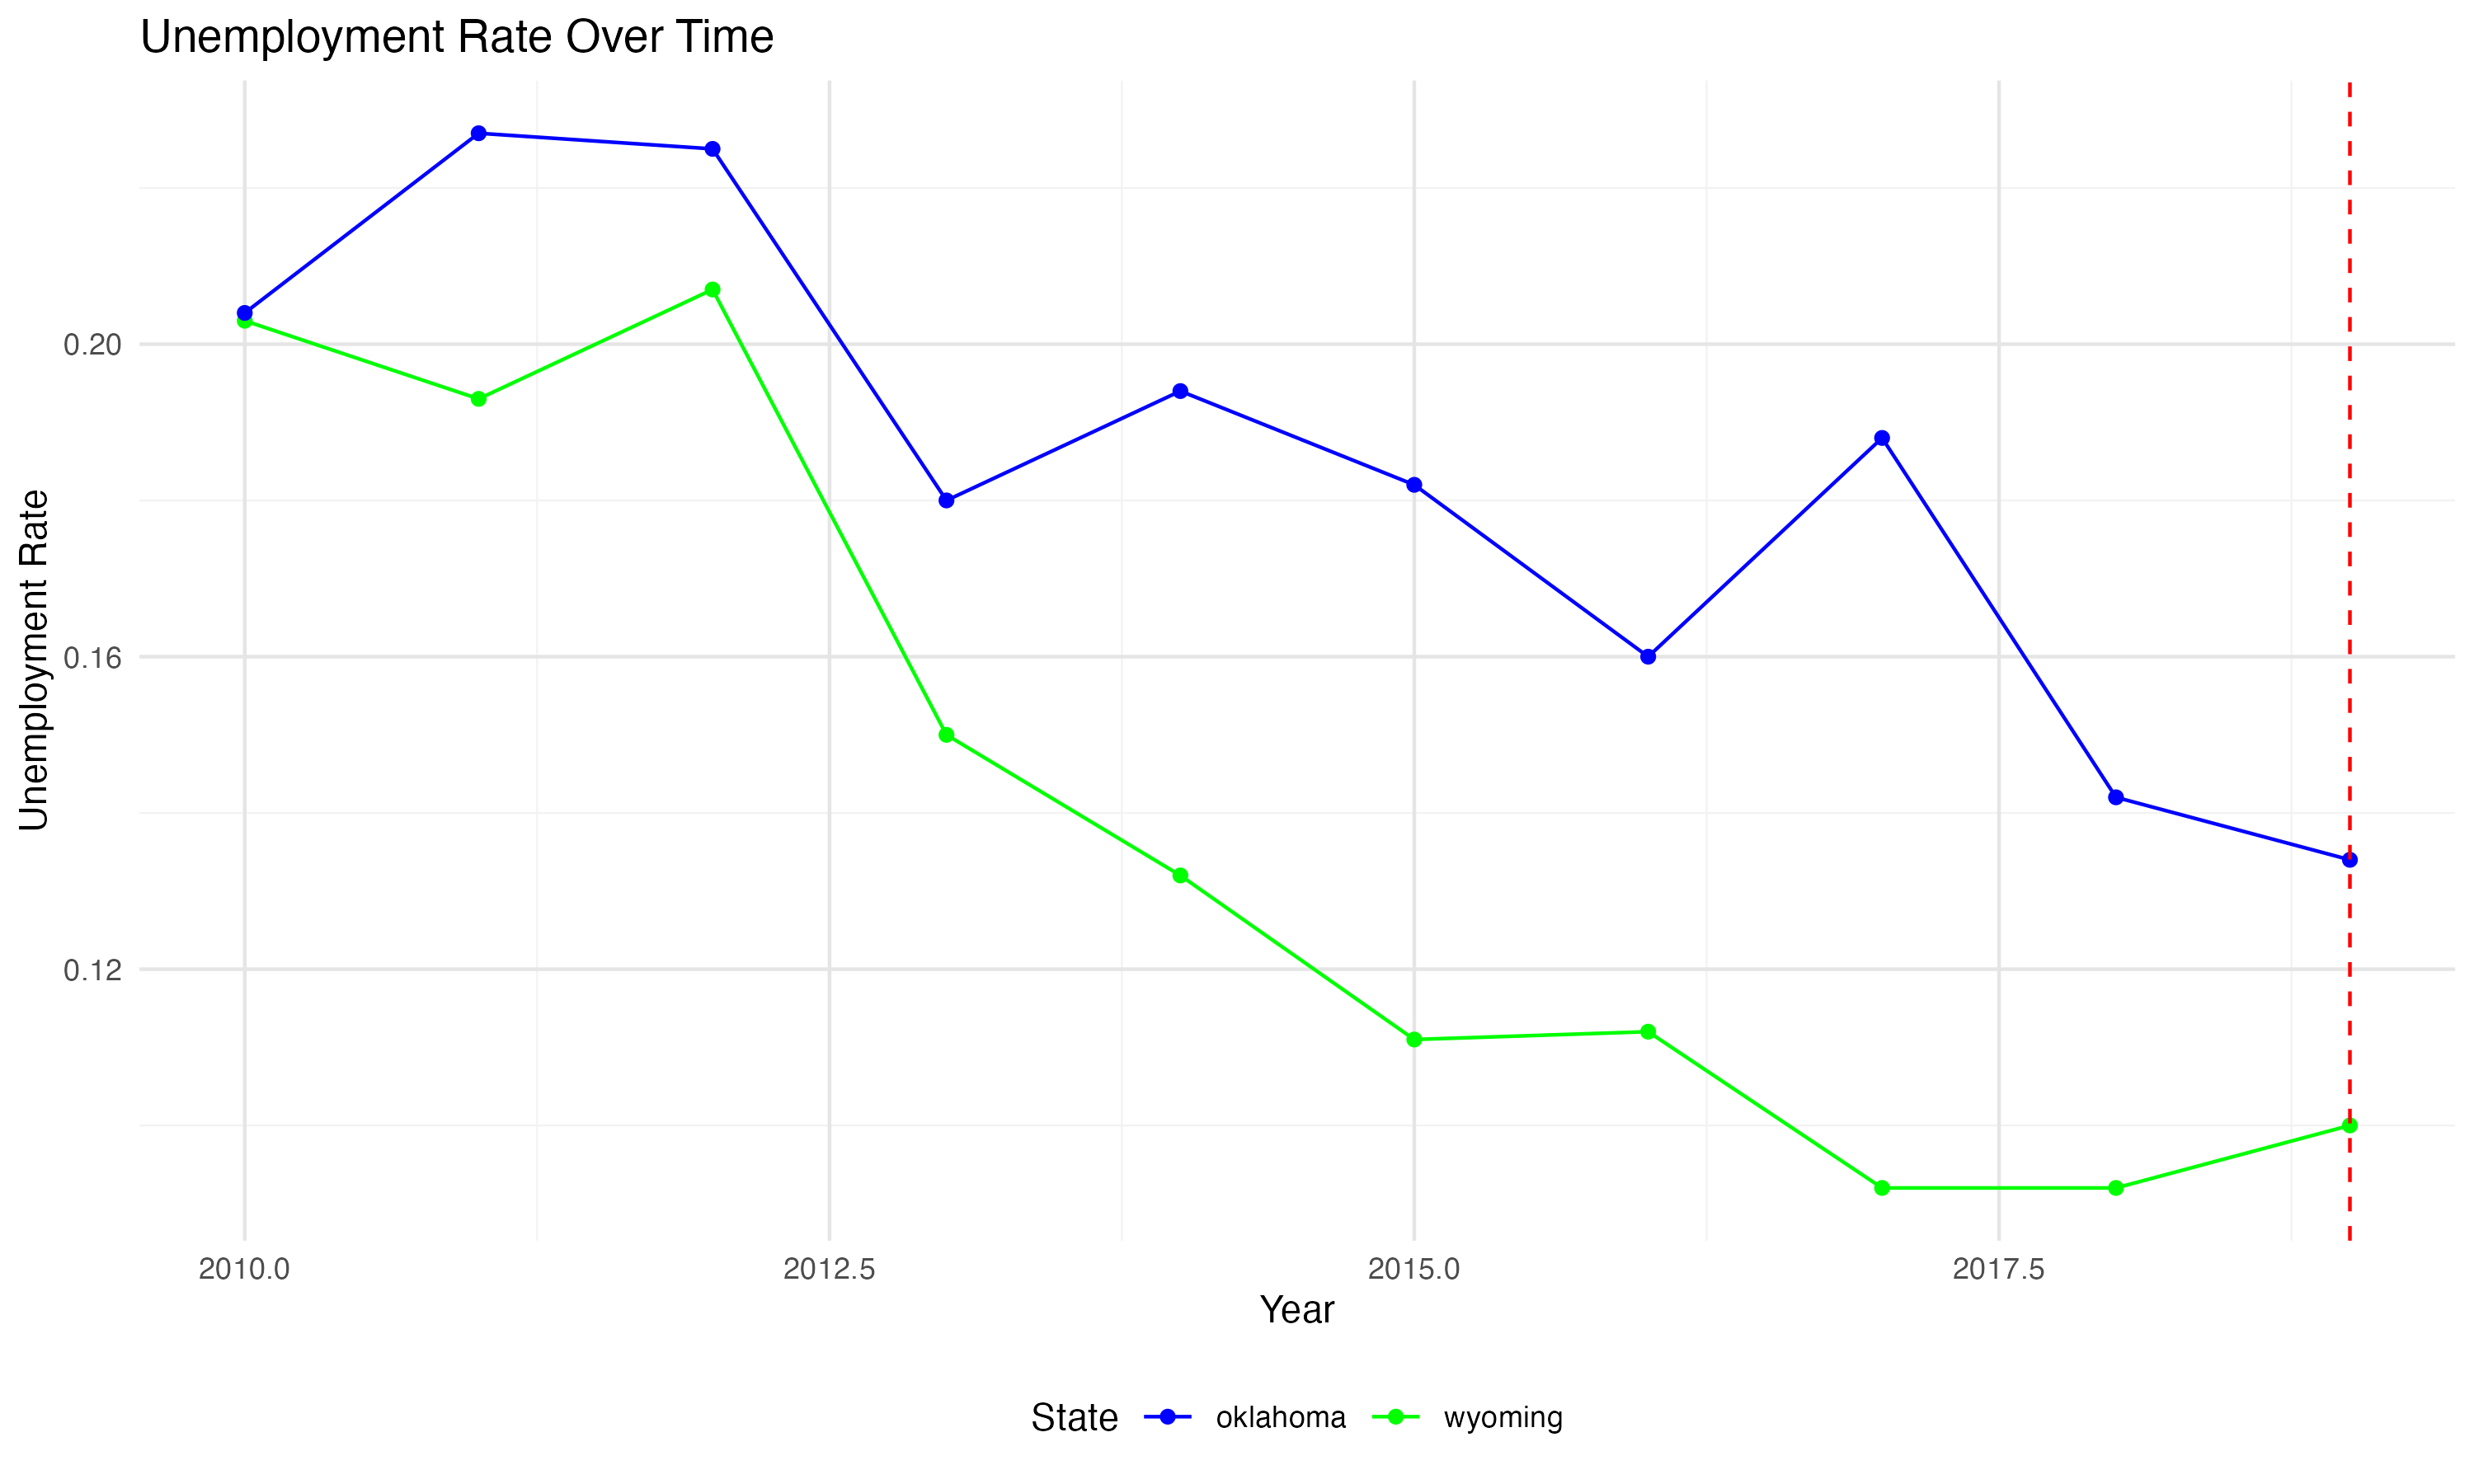 Unemployment Rate Over Time
Unemployment Rate
0.20
0.16
0.12
2010.0 2012.5 2015.0 2017.5
Year
State oklahoma wyoming